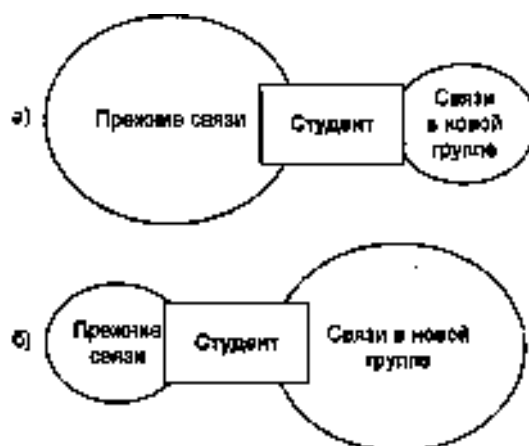 а)
Прежние связи
Студент
Связи
в новой
группе
б)
Прежние
связи
Студент
Связи в новой
группе